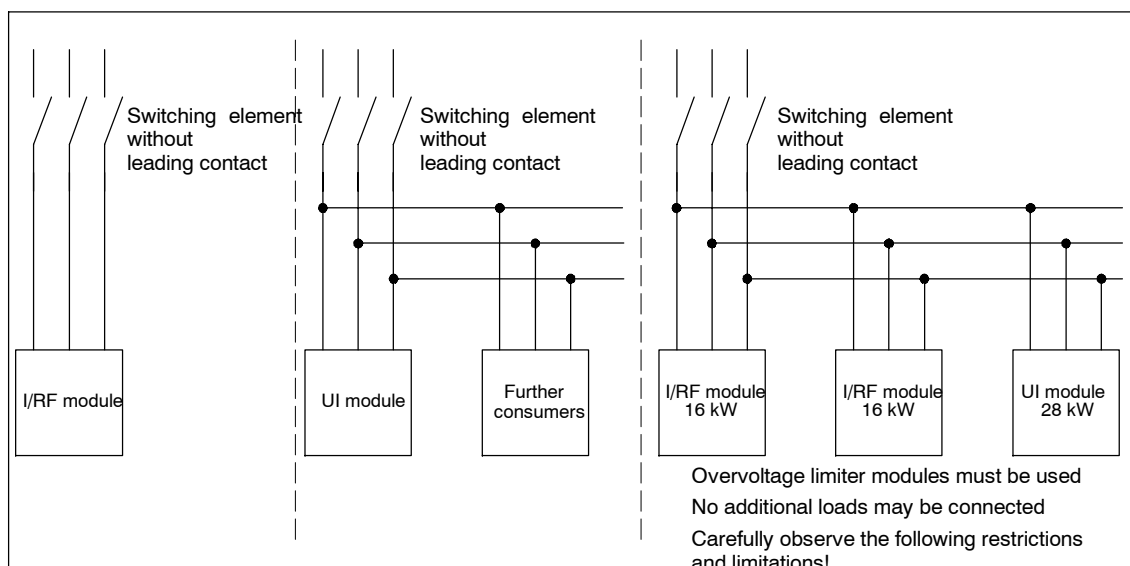 Switching element
without
leading contact
Switching element
without
leading contact
Switching element
without
leading contact
I/RF module
UI module
Further
consumers
I/RF module
16 kW
I/RF module
16 kW
UI module
28 kW
Overvoltage limiter modules must be used
No additional loads may be connected
Carefully observe the following restrictions
and limitations!